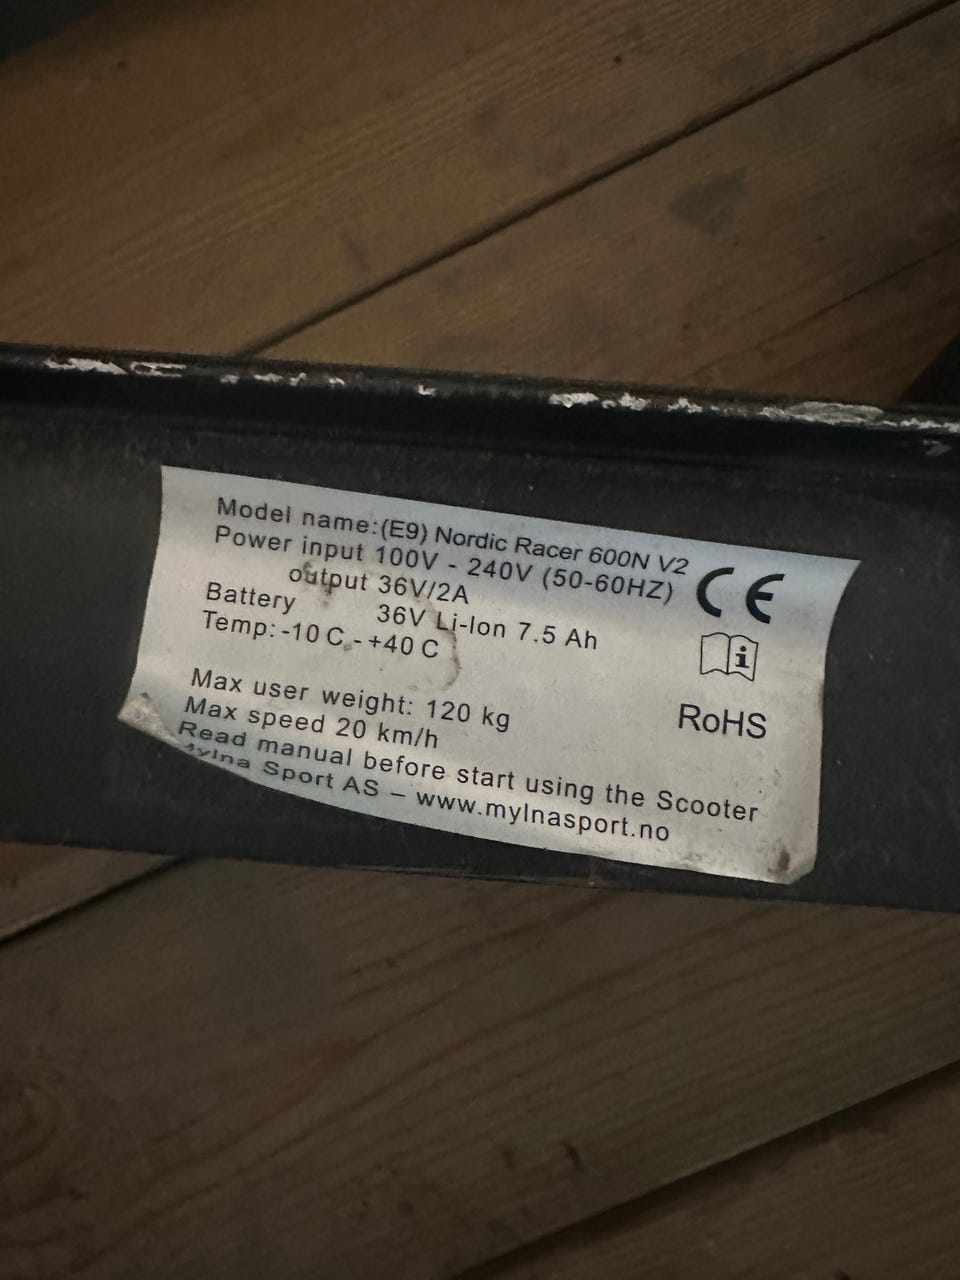 Model name:(E9) Nordic Racer 600N V2
Power input 100V - 240V (50-60HZ)
output 36V/2A
Battery 36V Li-Ion 7.5 Ah
Temp:-10 C - +40 C
CE
i
Max user weight: 120 kg
RoHS
Max speed 20 km/h
Read manual before start using the Scooter
Mylna Sport AS – www.mylnasport.no